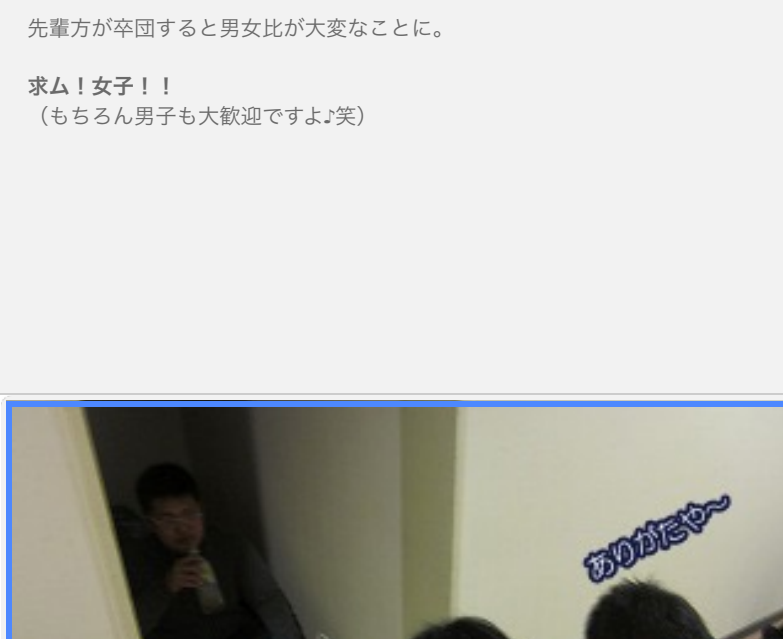 先輩方が卒団すると男女比が大変なことに。
求ム！女子！！
（もちろん男子も大歓迎ですよ♪笑）
ありがたや～